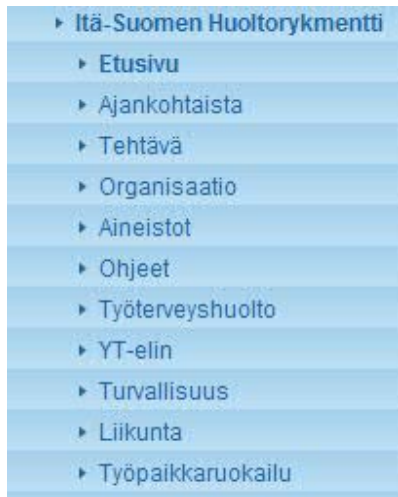 Itä-Suomen Huoltorykmentti
Etusivu
Ajankohtaista
Tehtävä
Organisaatio
Aineistot
Ohjeet
Työterveyshuolto
YT-elin
Turvallisuus
Liikunta
Työpaikkaruokailu